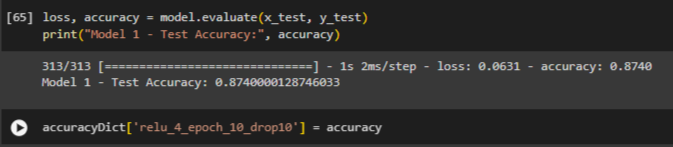 [65] loss, accuracy = model.evaluate(x_test, y_test)
print("Model 1 - Test Accuracy:", accuracy)
313/313 [==============================] - 1s 2ms/step - loss: 0.0631 - accuracy: 0.8740
Model 1 - Test Accuracy: 0.8740000128746033
accuracyDict['relu_4_epoch_10_drop10'] = accuracy